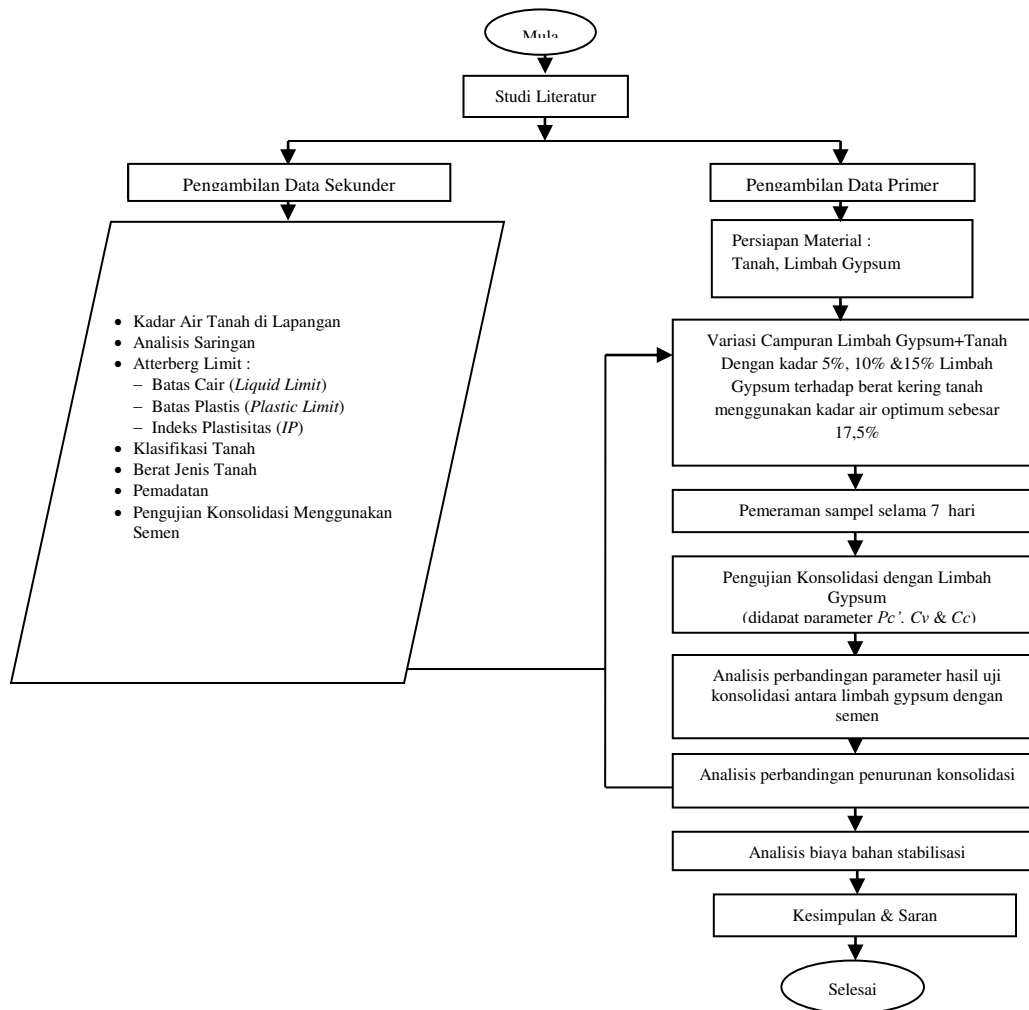 Mula
Studi Literatur
Pengambilan Data Sekunder
Pengambilan Data Primer
• Kadar Air Tanah di Lapangan
• Analisis Saringan
• Atterberg Limit :
– Batas Cair (Liquid Limit)
– Batas Plastis (Plastic Limit)
– Indeks Plastisitas (IP)
• Klasifikasi Tanah
• Berat Jenis Tanah
• Pemadatan
• Pengujian Konsolidasi Menggunakan
Semen
Persiapan Material :
Tanah, Limbah Gypsum
Variasi Campuran Limbah Gypsum+Tanah
Dengan kadar 5%, 10% &15% Limbah
Gypsum terhadap berat kering tanah
menggunakan kadar air optimum sebesar
17,5%
Pemeraman sampel selama 7 hari
Pengujian Konsolidasi dengan Limbah
Gypsum
(didapat parameter Pc’. Cv & Cc)
Analisis perbandingan parameter hasil uji
konsolidasi antara limbah gypsum dengan
semen
Analisis perbandingan penurunan konsolidasi
Analisis biaya bahan stabilisasi
Kesimpulan & Saran
Selesai